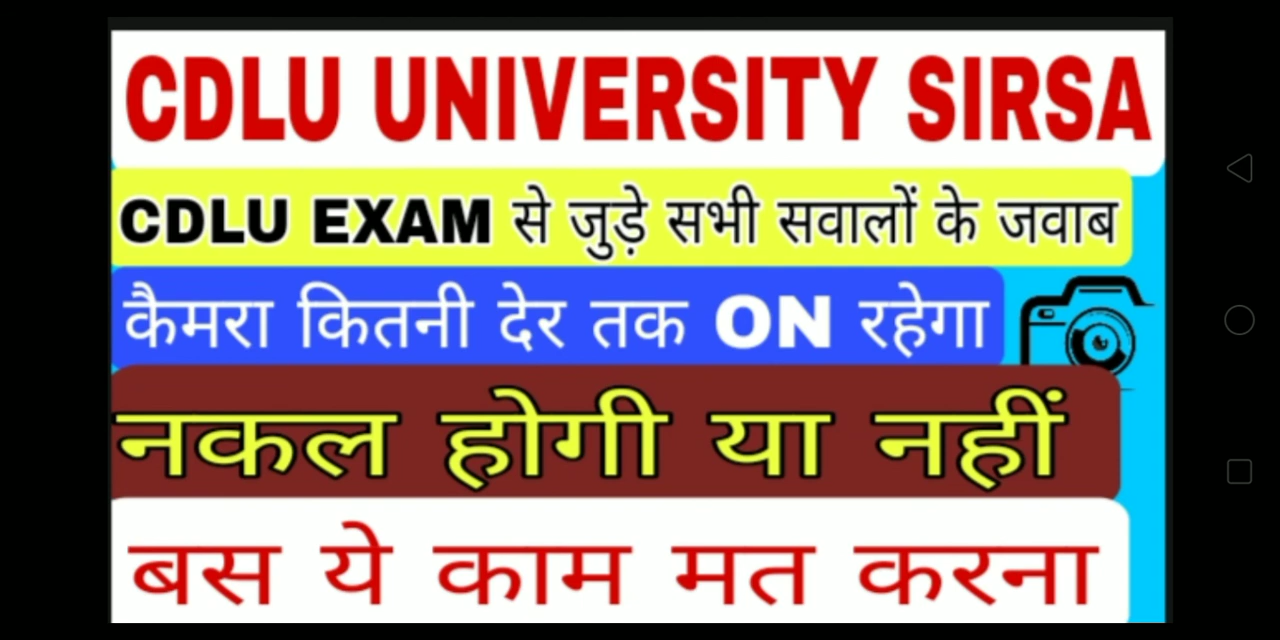 CDLU UNIVERSITY SIRSA
CDLU EXAM से जुड़े सभी सवालों के जवाब
कैमरा कितनी देर तक ON रहेगा
नकल होगी या नहीं
बस ये काम मत करना